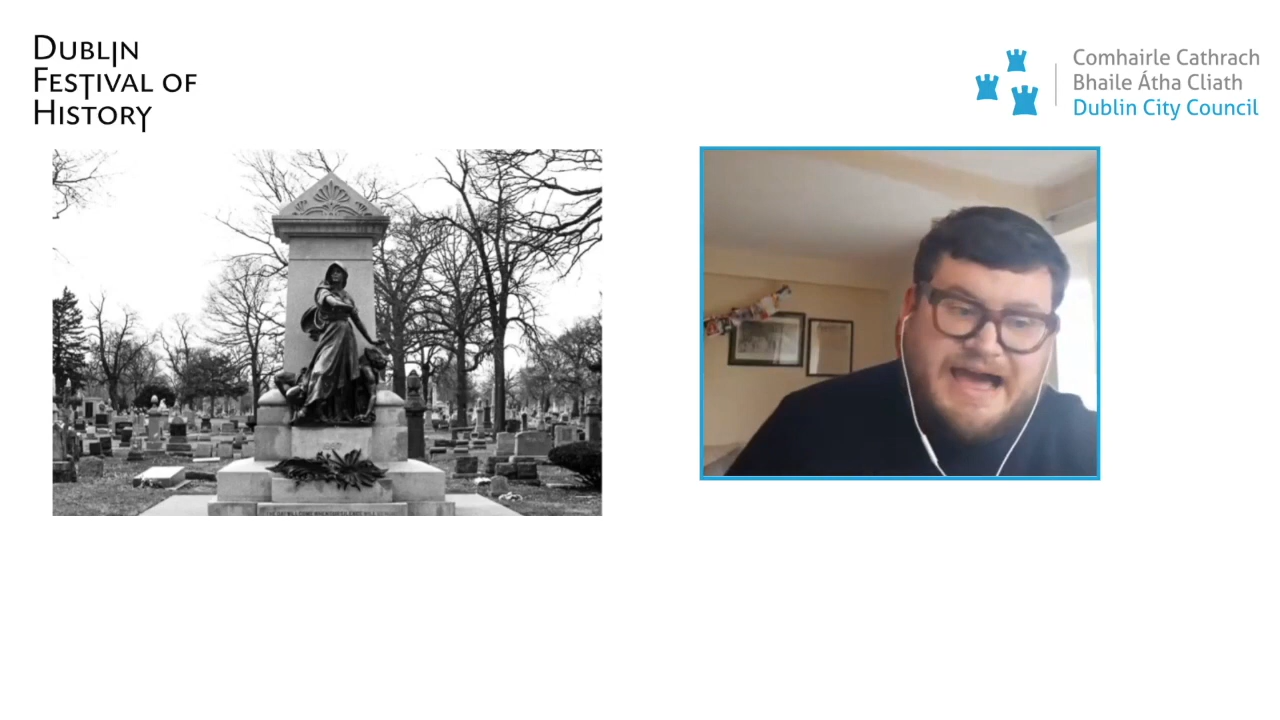 DUBLIN
FESTIVAL OF
HISTORY
Comhairle Cathrach
Bhaile Átha Cliath
Dublin City Council